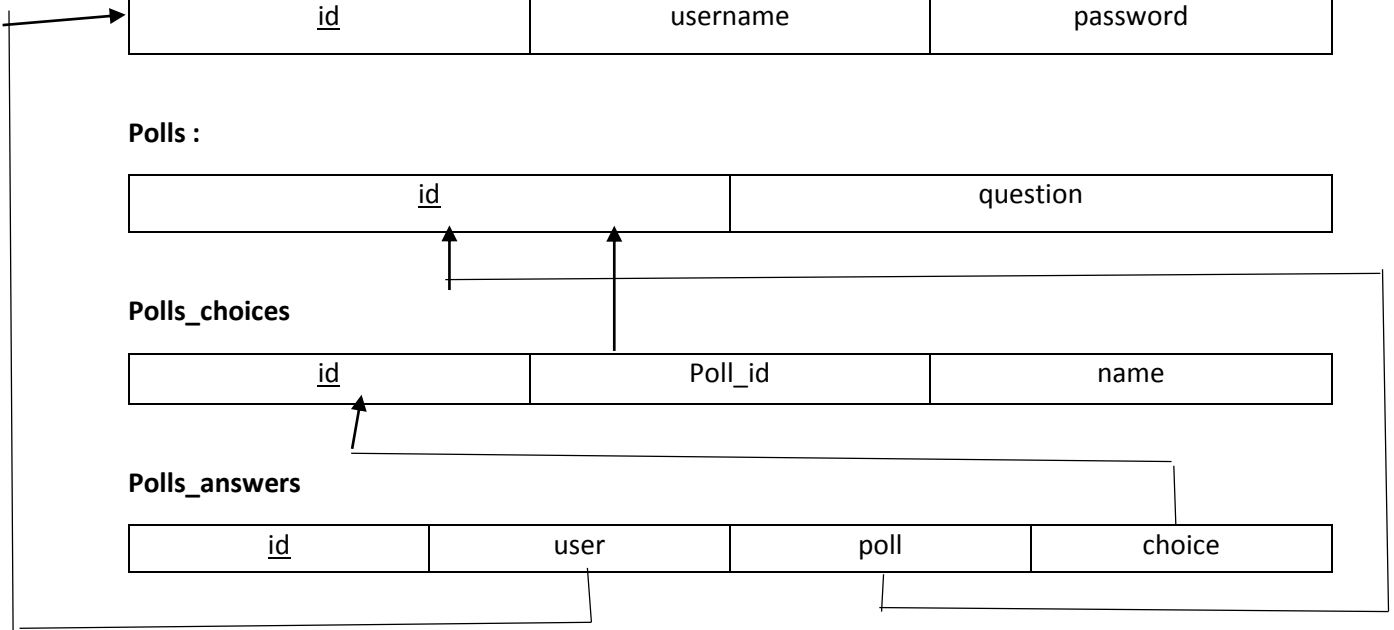 id username password
Polls :
id question
Polls_choices
id Poll_id name
Polls_answers
id user poll choice